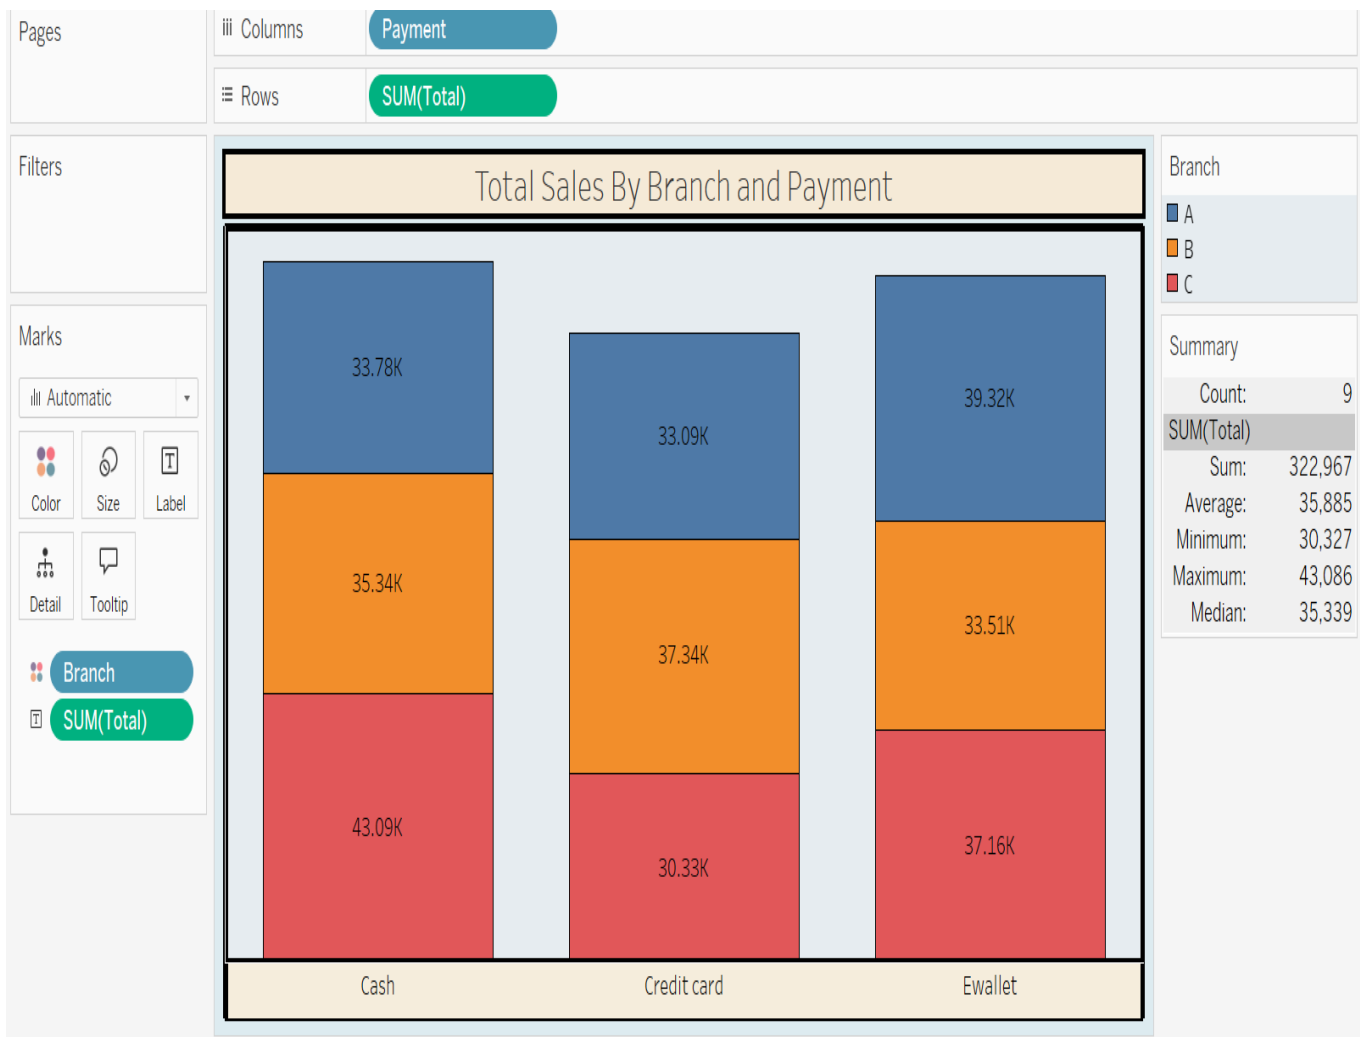 Pages
Columns
Payment
Rows
SUM(Total)
Filters
Marks
Automatic
Color
Size
Label
Detail
Tooltip
Branch
SUM(Total)
Total Sales By Branch and Payment
33.78K
33.09K
39.32K
35.34K
37.34K
33.51K
43.09K
30.33K
37.16K
Cash
Credit card
Ewallet
Branch
A
B
C
Summary
Count: 9
SUM(Total)
Sum: 322,967
Average: 35,885
Minimum: 30,327
Maximum: 43,086
Median: 35,339